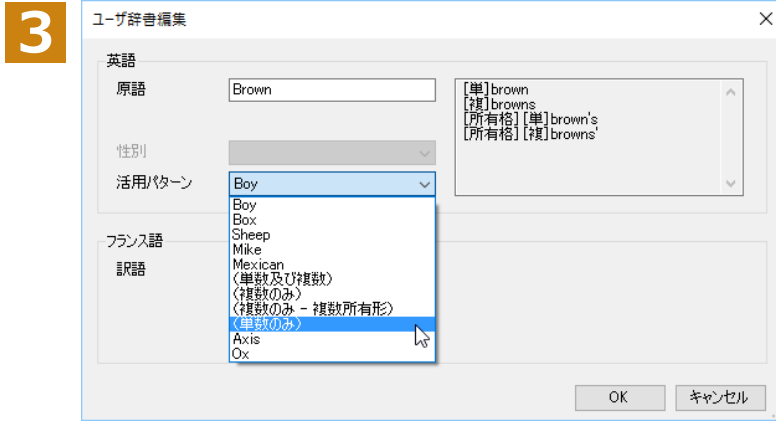 3
ユーザ辞書編集
英語
原語
Brown
[単]brown
[複]browns
[所有格] [単]brown's
[所有格] [複]browns'
性別
活用パターン
Boy
Boy
Box
Sheep
Mike
Mexican
(単数及び複数)
(複数のみ)
(複数のみ - 複数所有形)
(単数のみ)
Axis
Ox
フランス語
訳語
OK
キャンセル